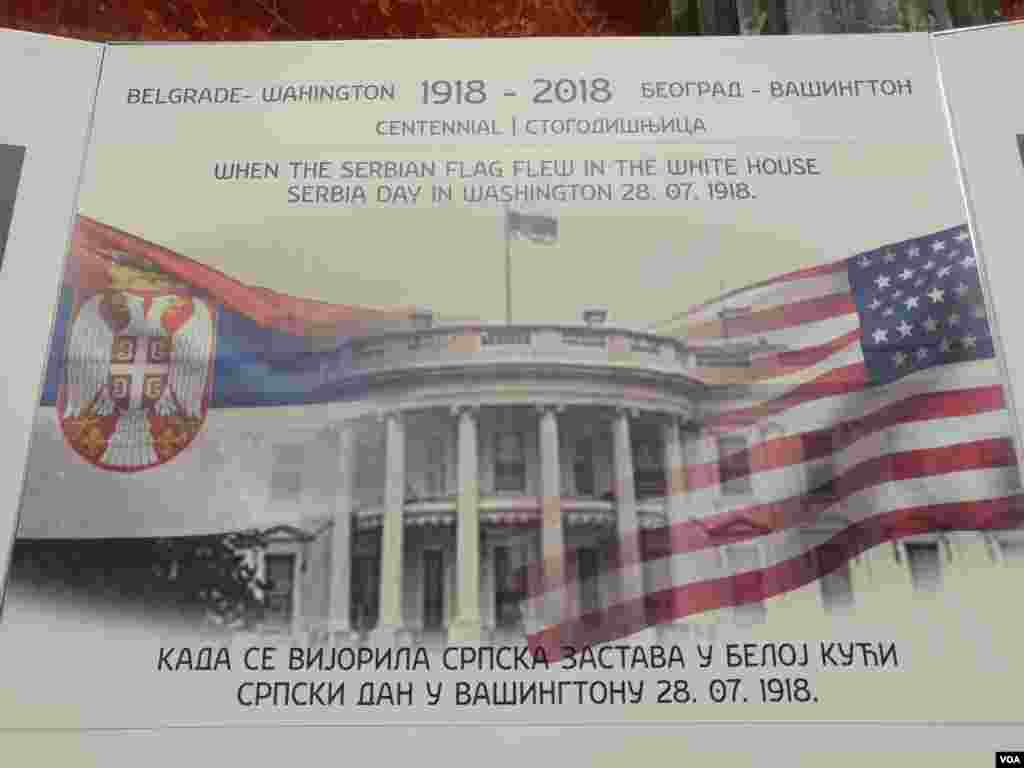 BELGRADE- WAHINGTON 1918 - 2018 БЕОГРАД - ВАШИНГТОН
CENTENNIAL | СТОГОДИШЊИЦА
WHEN THE SERBIAN FLAG FLEW IN THE WHITE HOUSE
SERBIA DAY IN WASHINGTON 28. 07. 1918.
КАДА СЕ ВИЈОРИЛА СРПСКА ЗАСТАВА У БЕЛОЈ КУЋИ
СРПСКИ ДАН У ВАШИНГТОНУ 28. 07. 1918.
VOA